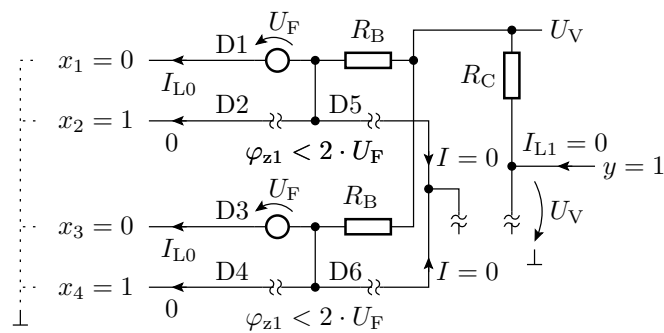 D1 U_F R_B U_V
x_1 = 0
I_L0 R_C
D2 D5 I_L1 = 0
x_2 = 1
0 φ_z1 < 2 · U_F I = 0 y = 1
D3 U_F R_B U_V
x_3 = 0
I_L0
D4 D6 I = 0
x_4 = 1
0 φ_z1 < 2 · U_F